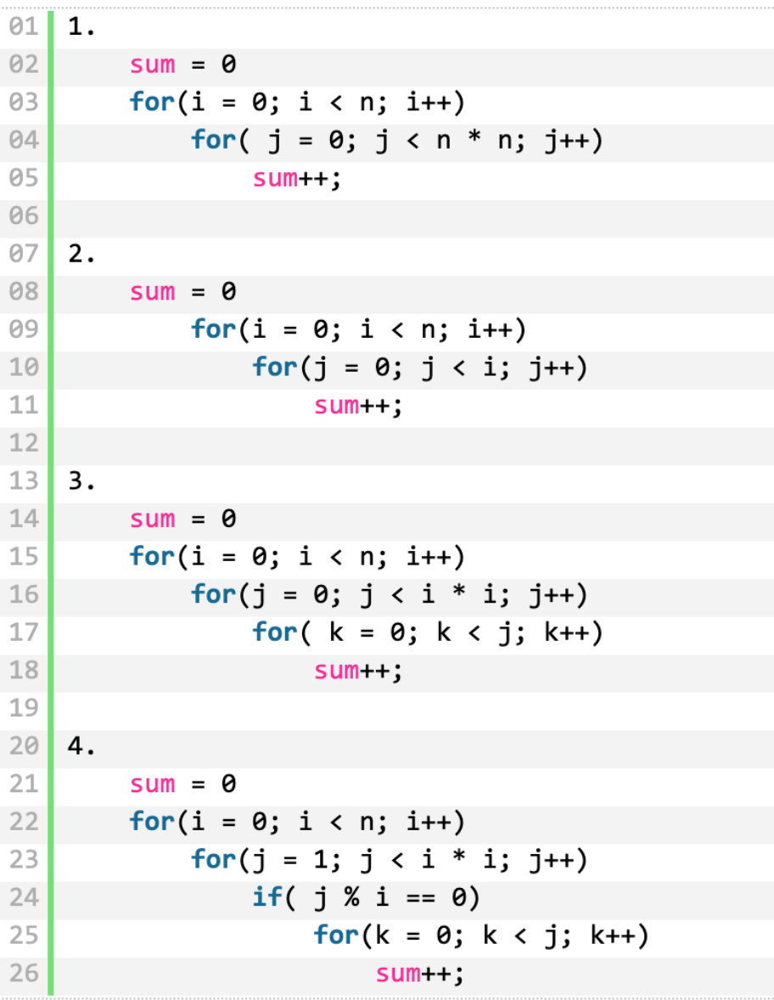 01 1.
02     sum = 0
03     for(i = 0; i < n; i++)
04         for( j = 0; j < n * n; j++)
05             sum++;
06
07 2.
08     sum = 0
09         for(i = 0; i < n; i++)
10             for(j = 0; j < i; j++)
11                 sum++;
12
13 3.
14     sum = 0
15     for(i = 0; i < n; i++)
16         for(j = 0; j < i * i; j++)
17             for( k = 0; k < j; k++)
18                 sum++;
19
20 4.
21     sum = 0
22     for(i = 0; i < n; i++)
23         for(j = 1; j < i * i; j++)
24             if( j % i == 0)
25                 for(k = 0; k < j; k++)
26                     sum++;